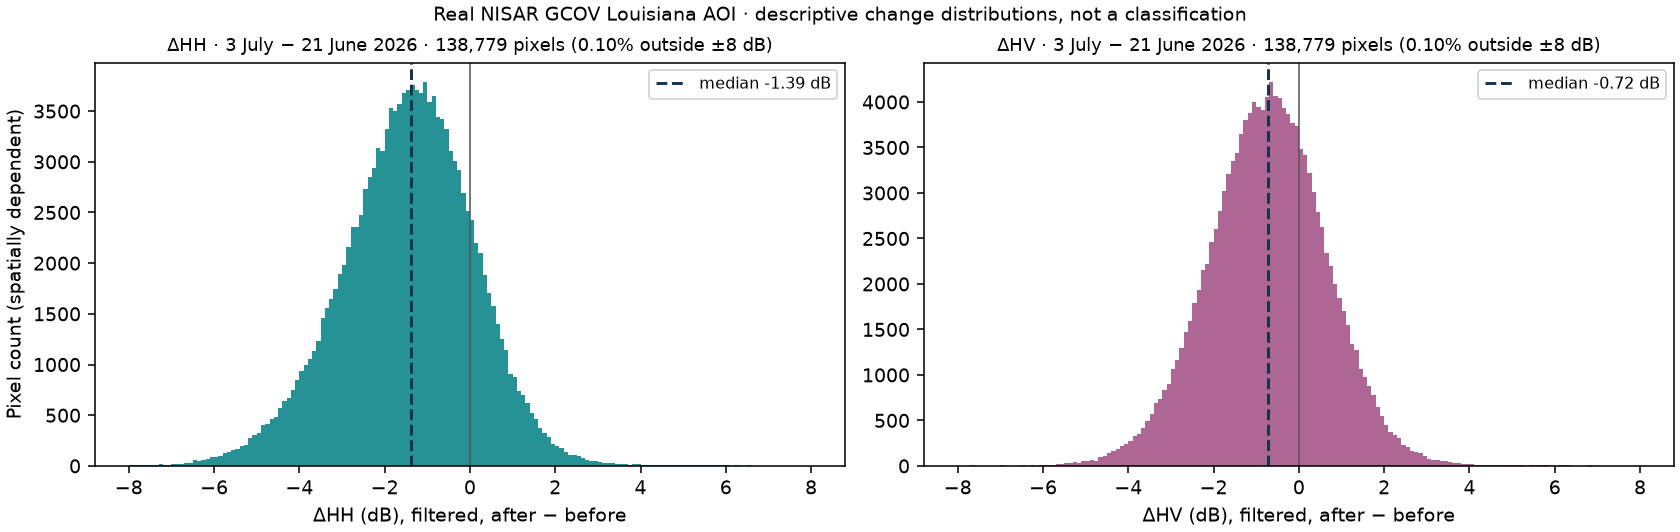 Real NISAR GCOV Louisiana AOI · descriptive change distributions, not a classification
ΔHH · 3 July − 21 June 2026 · 138,779 pixels (0.10% outside ±8 dB)
median -1.39 dB
Pixel count (spatially dependent)
3500
3000
2500
2000
1500
1000
500
0
−8 −6 −4 −2 0 2 4 6 8
ΔHH (dB), filtered, after − before
ΔHV · 3 July − 21 June 2026 · 138,779 pixels (0.10% outside ±8 dB)
median -0.72 dB
4000
3500
3000
2500
2000
1500
1000
500
0
−8 −6 −4 −2 0 2 4 6 8
ΔHV (dB), filtered, after − before